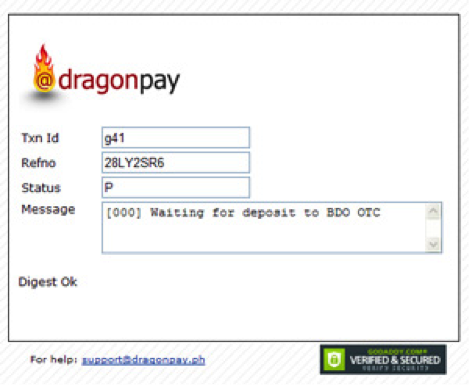 @dragonpay
Txn Id g41
Refno 28LY2SR6
Status P
Message [000] Waiting for deposit to BDO OTC
Digest Ok
For help: support@dragonpay.ph
GODADDY.COM®
VERIFIED & SECURED
VERIFY SECURITY